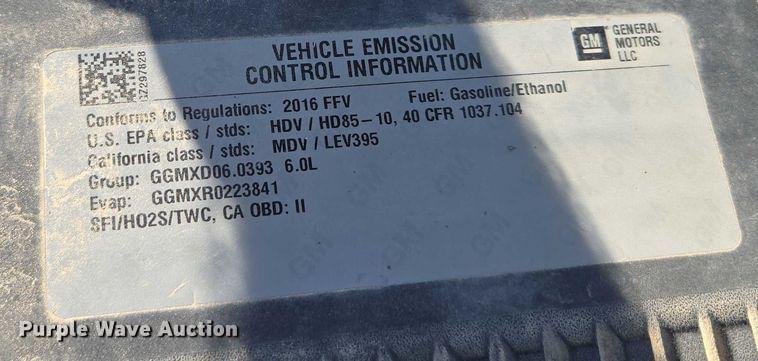 VEHICLE EMISSION
CONTROL INFORMATION
GM
GENERAL
MOTORS
LLC
17297828
Conforms to Regulations: 2016 FFV Fuel: Gasoline/Ethanol
U.S. EPA class / stds: HDV / HD85-10, 40 CFR 1037.104
California class / stds: MDV / LEV395
Group: GGMXD06.0393 6.0L
Evap: GGMXR0223841
SFI/HO2S/TWC, CA OBD: II
Purple Wave Auction